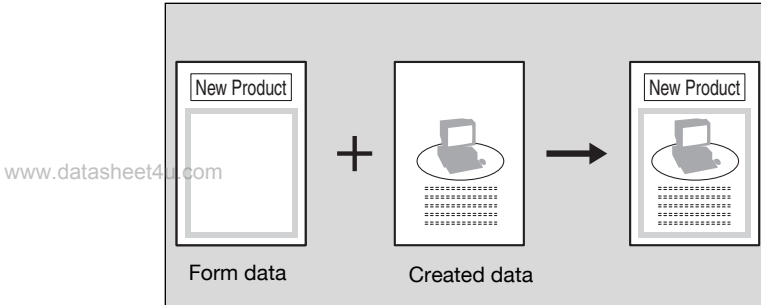 New Product
New Product
www.datasheet4u.com
Form data
Created data